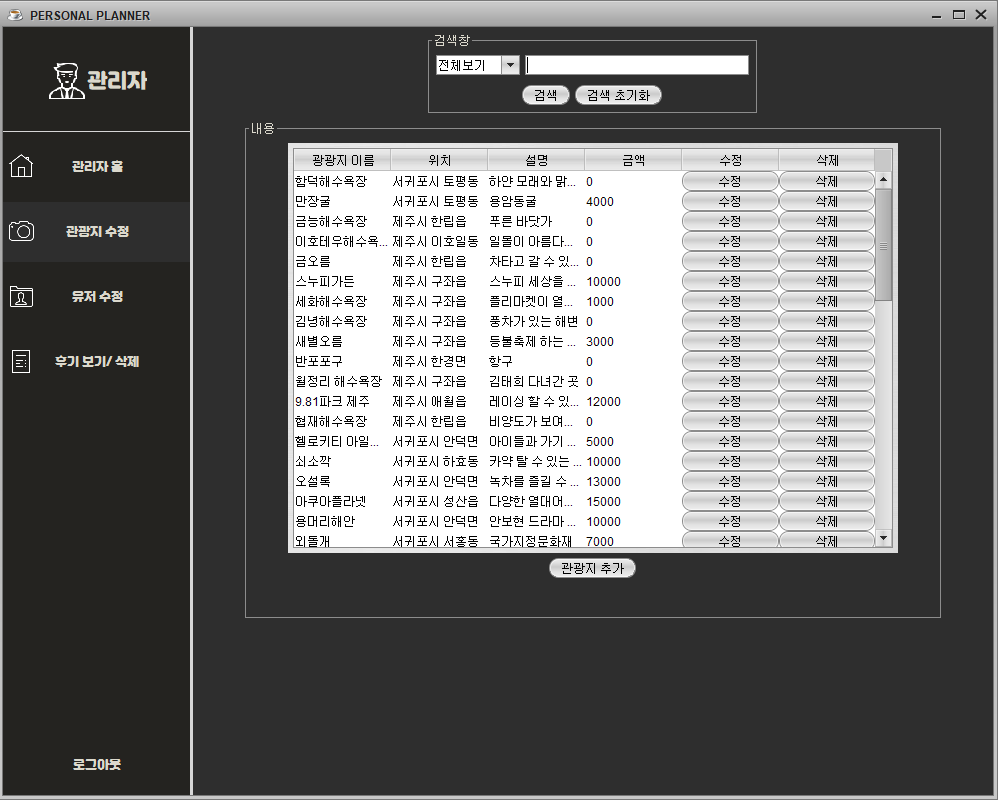 PERSONAL PLANNER
관리자
관리자 홀
관광지 수정
유저 수정
후기 보기/ 삭제
로그아웃
검색창
전체보기
검색 검색 초기화
내용
광광지 이름 위치 설명 금액 수정 삭제
함덕해수욕장 서귀포시 토평동 하얀 모래와 맑... 0 수정 삭제
만장굴 서귀포시 토평동 용암동굴 4000 수정 삭제
금능해수욕장 제주시 한립읍 푸른 바닷가 0 수정 삭제
이호테우해수욕... 제주시 이호일동 일몰이 아름다... 0 수정 삭제
금오름 제주시 한립읍 차타고 갈 수 있... 0 수정 삭제
스누피가든 제주시 구좌읍 스누피 세상을 ... 10000 수정 삭제
세화해수욕장 제주시 구좌읍 플리마켓이 열... 1000 수정 삭제
김녕해수욕장 제주시 구좌읍 풍차가 있는 해변 0 수정 삭제
새별오름 제주시 구좌읍 등불축제 하는 ... 3000 수정 삭제
반포포구 제주시 한경면 항구 0 수정 삭제
월정리 해수욕장 제주시 구좌읍 김태희 다녀간 곳 0 수정 삭제
9.81파크 제주 제주시 애월읍 레이싱 할 수 있... 12000 수정 삭제
협재해수욕장 제주시 한립읍 비양도가 보여... 0 수정 삭제
헬로키티 아일... 서귀포시 안덕면 아이들과 가기 ... 5000 수정 삭제
쇠소깍 서귀포시 하효동 카약 탈 수 있는 ... 10000 수정 삭제
오설록 서귀포시 안덕면 녹차를 즐길 수 ... 13000 수정 삭제
아쿠아플라넷 서귀포시 성산읍 다양한 열대어... 15000 수정 삭제
용머리해안 서귀포시 안덕면 안보현 드라마 ... 10000 수정 삭제
외돌개 서귀포시 서홍동 국가지정문화재 7000 수정 삭제
관광지 추가